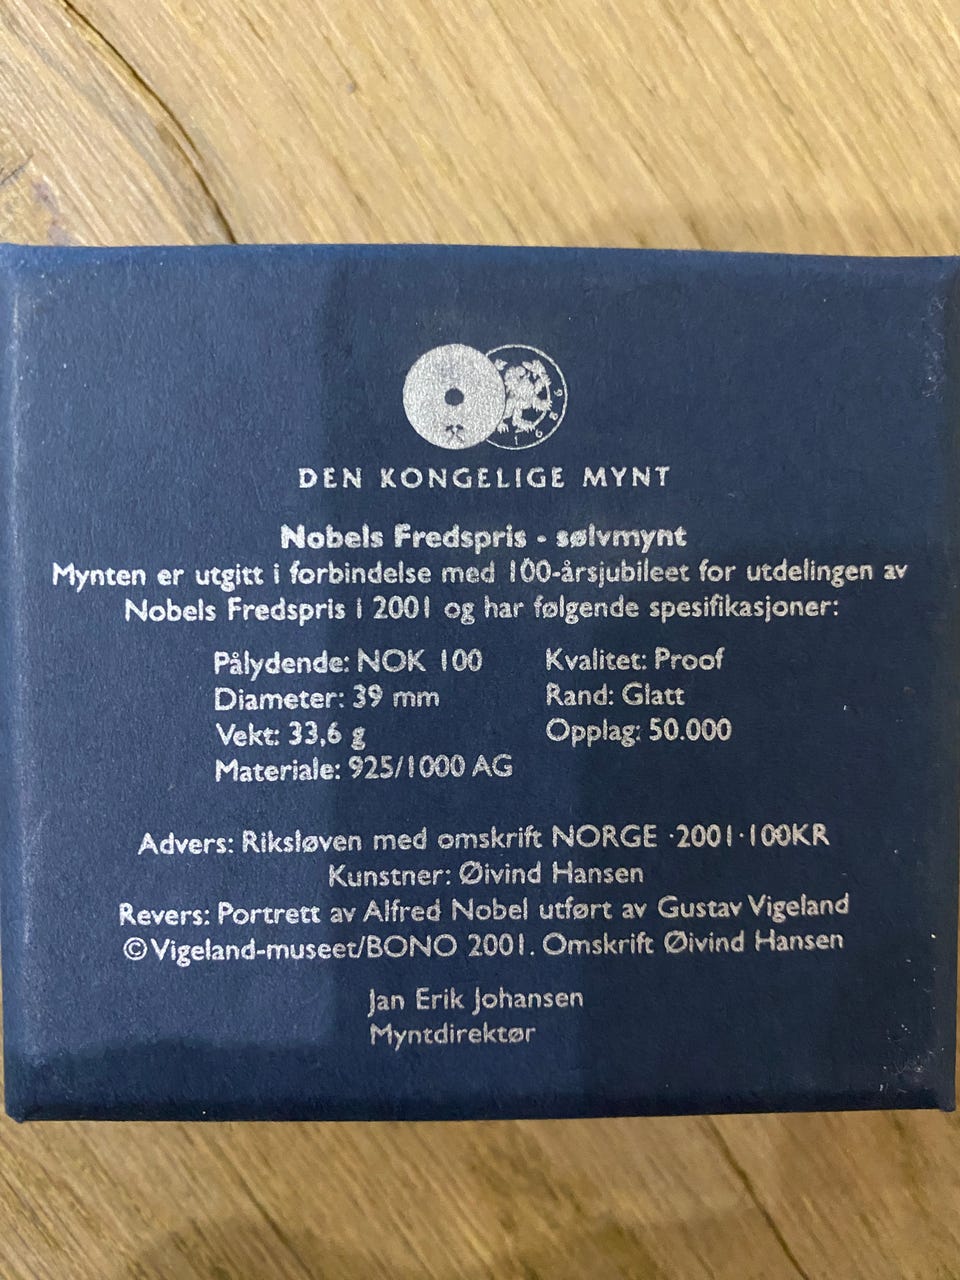 1686
DEN KONGELIGE MYNT
Nobels Fredspris - sølvmynt
Mynten er utgitt i forbindelse med 100-årsjubileet for utdelingen av
Nobels Fredspris i 2001 og har følgende spesifikasjoner:
Pålydende: NOK 100
Diameter: 39 mm
Vekt: 33,6 g
Materiale: 925/1000 AG
Kvalitet: Proof
Rand: Glatt
Opplag: 50.000
Advers: Riksløven med omskrift NORGE ·2001·100KR
Kunstner: Øivind Hansen
Revers: Portrett av Alfred Nobel utført av Gustav Vigeland
© Vigeland-museet/BONO 2001. Omskrift Øivind Hansen
Jan Erik Johansen
Myntdirektør